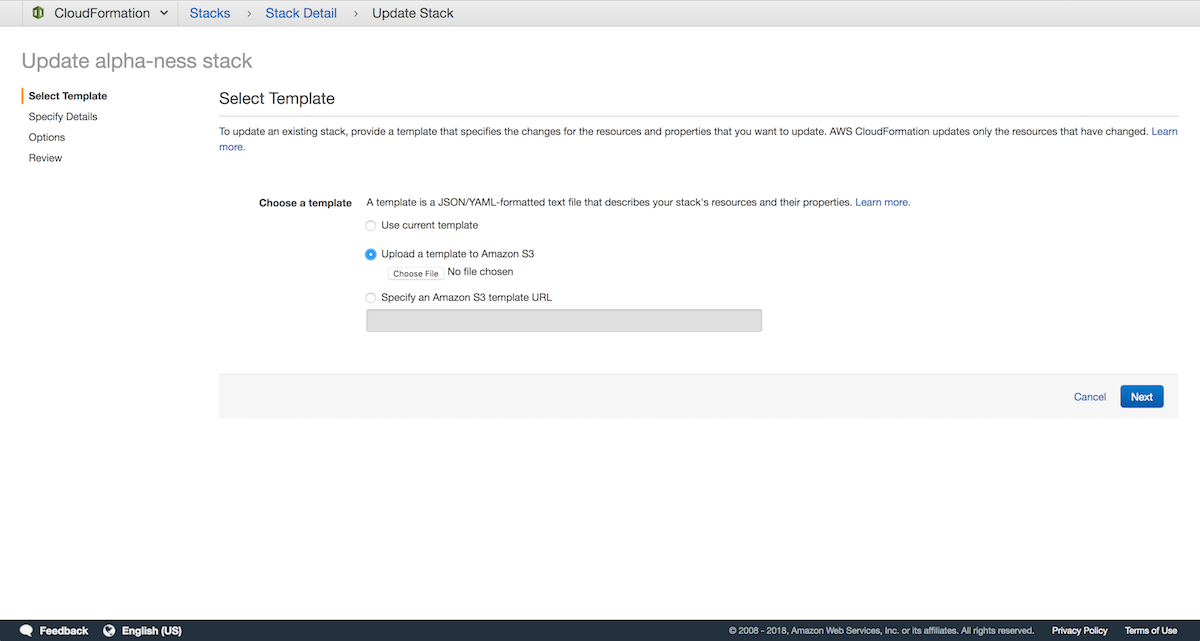 CloudFormation Stacks › Stack Detail › Update Stack
Update alpha-ness stack
Select Template
Specify Details
Options
Review
Select Template
To update an existing stack, provide a template that specifies the changes for the resources and properties that you want to update. AWS CloudFormation updates only the resources that have changed. Learn
more.
Choose a template A template is a JSON/YAML-formatted text file that describes your stack's resources and their properties. Learn more.
Use current template
Upload a template to Amazon S3
Choose File No file chosen
Specify an Amazon S3 template URL
Cancel Next
Feedback English (US) © 2008 - 2018, Amazon Web Services, Inc. or its affiliates. All rights reserved. Privacy Policy Terms of Use